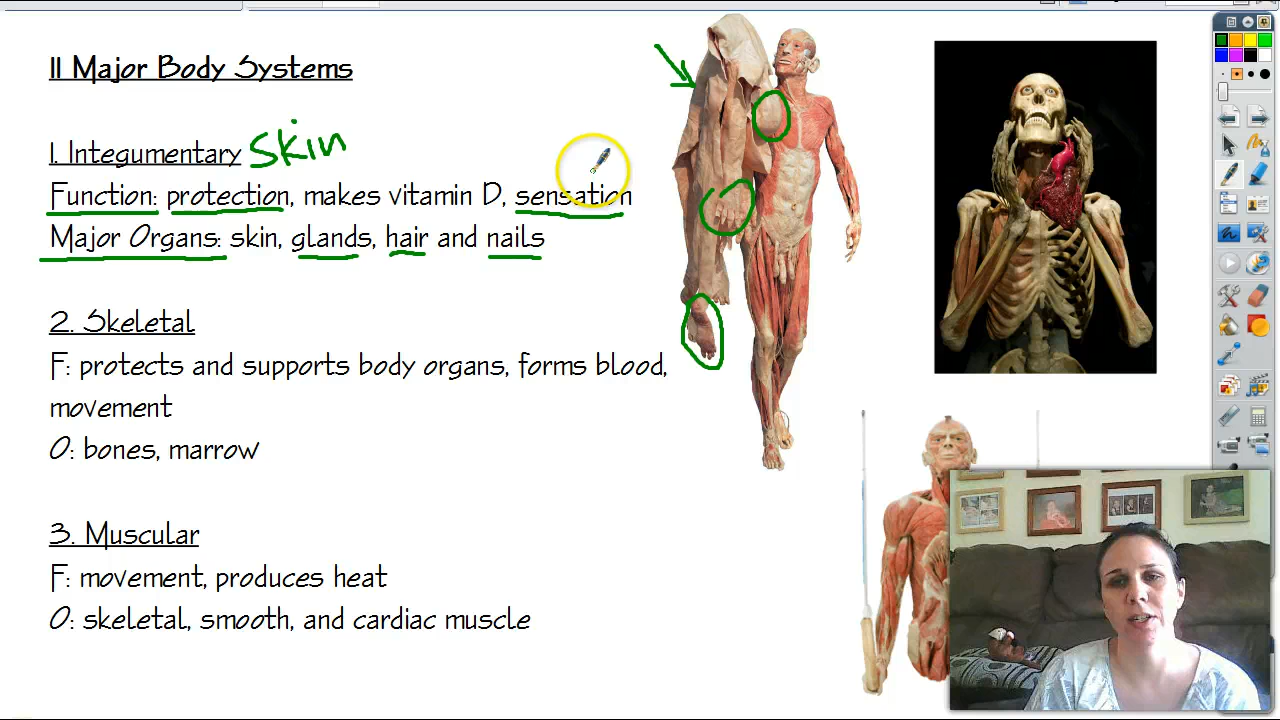 11 Major Body Systems
1. Integumentary skin
Function: protection, makes vitamin D, sensation
Major Organs: skin, glands, hair and nails
2. Skeletal
F: protects and supports body organs, forms blood,
movement
O: bones, marrow
3. Muscular
F: movement, produces heat
O: skeletal, smooth, and cardiac muscle